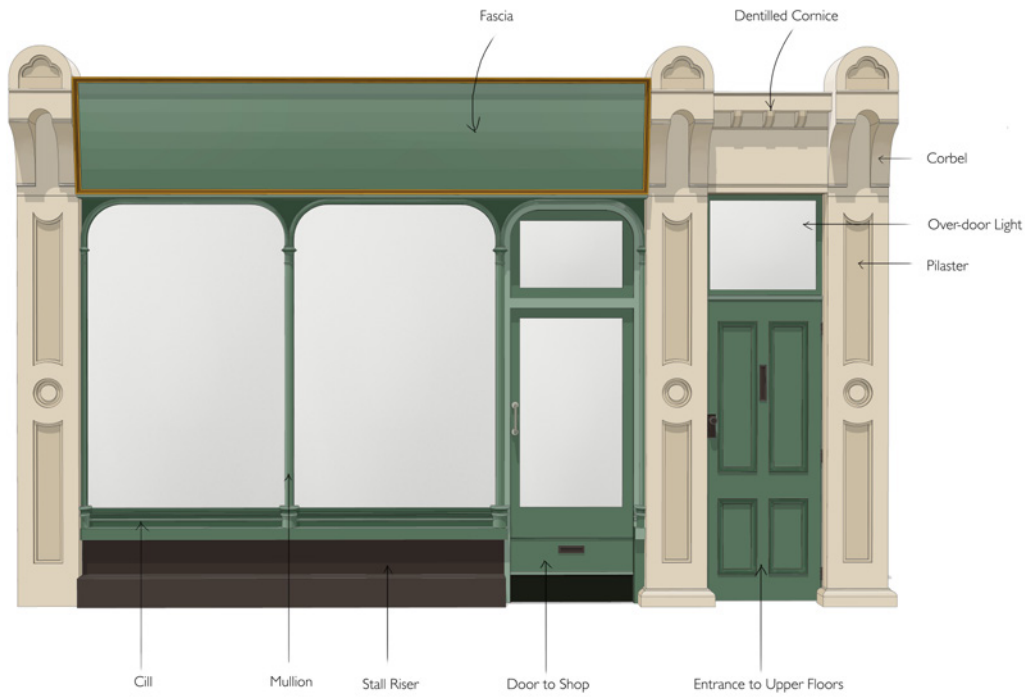 Fascia
Dentilled Cornice
Corbel
Over-door Light
Pilaster
Cill
Mullion
Stall Riser
Door to Shop
Entrance to Upper Floors